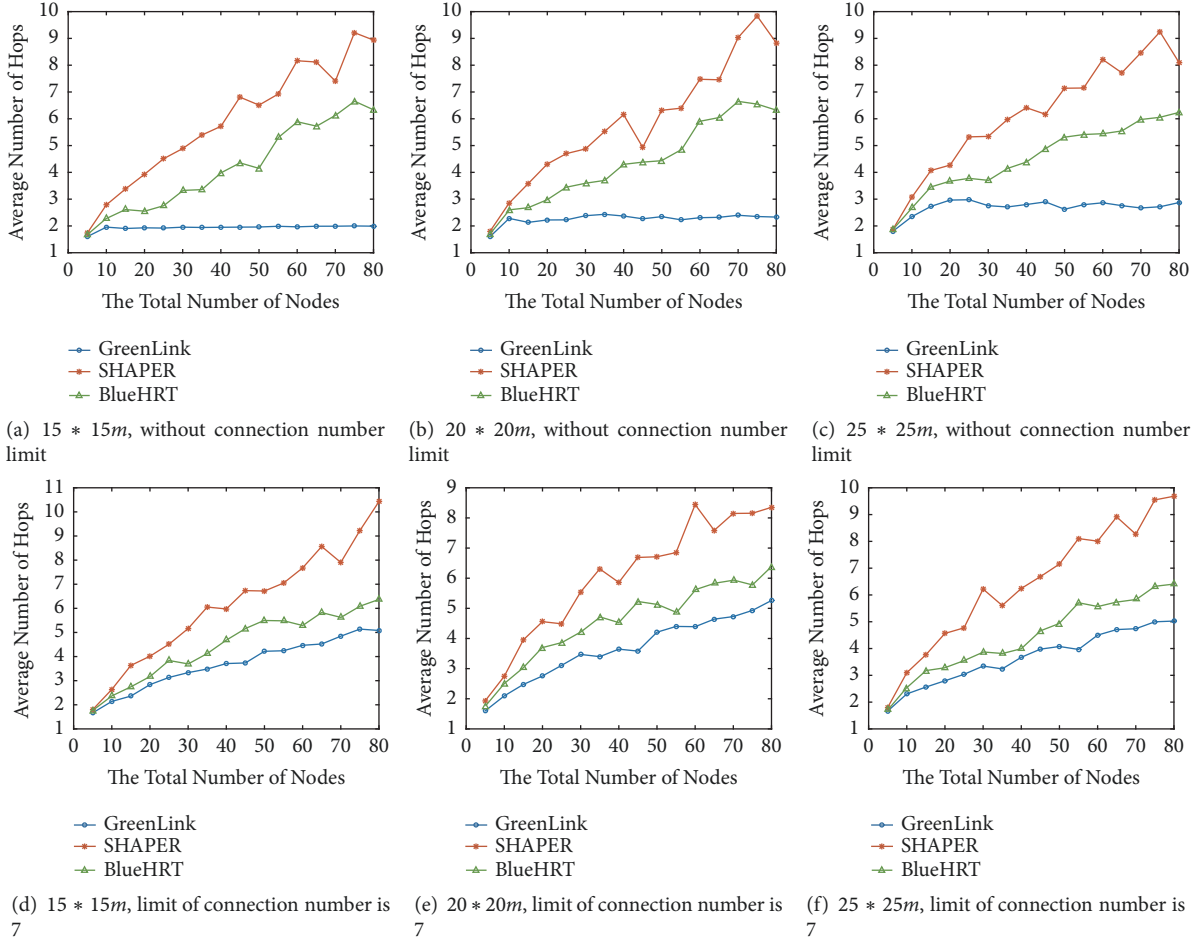 10
9
8
7
6
5
4
3
2
1
Average Number of Hops
0 10 20 30 40 50 60 70 80
The Total Number of Nodes
GreenLink
SHAPER
BlueHRT
(a) 15 ∗ 15m, without connection number
limit
10
9
8
7
6
5
4
3
2
1
Average Number of Hops
0 10 20 30 40 50 60 70 80
The Total Number of Nodes
GreenLink
SHAPER
BlueHRT
(b) 20 ∗ 20m, without connection number
limit
10
9
8
7
6
5
4
3
2
1
Average Number of Hops
0 10 20 30 40 50 60 70 80
The Total Number of Nodes
GreenLink
SHAPER
BlueHRT
(c) 25 ∗ 25m, without connection number
limit
11
10
9
8
7
6
5
4
3
2
1
Average Number of Hops
0 10 20 30 40 50 60 70 80
The Total Number of Nodes
GreenLink
SHAPER
BlueHRT
(d) 15 ∗ 15m, limit of connection number is
7
9
8
7
6
5
4
3
2
1
Average Number of Hops
0 10 20 30 40 50 60 70 80
The Total Number of Nodes
GreenLink
SHAPER
BlueHRT
(e) 20 ∗ 20m, limit of connection number is
7
10
9
8
7
6
5
4
3
2
1
Average Number of Hops
0 10 20 30 40 50 60 70 80
The Total Number of Nodes
GreenLink
SHAPER
BlueHRT
(f) 25 ∗ 25m, limit of connection number is
7